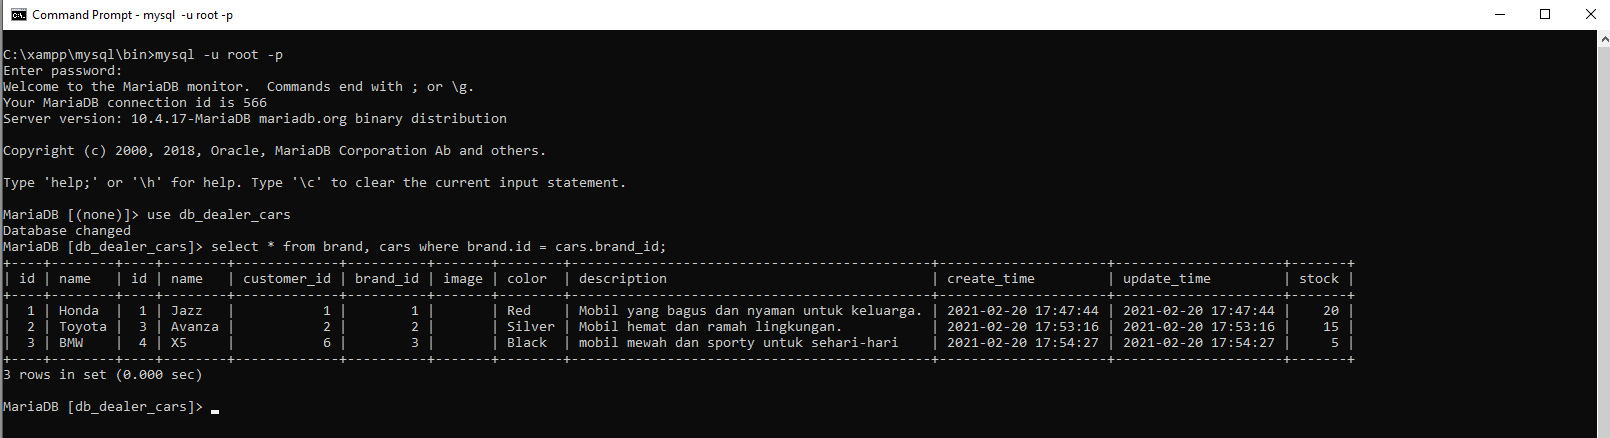 Command Prompt - mysql  -u root -p
C:\xampp\mysql\bin>mysql -u root -p
Enter password:
Welcome to the MariaDB monitor.  Commands end with ; or \g.
Your MariaDB connection id is 566
Server version: 10.4.17-MariaDB mariadb.org binary distribution
Copyright (c) 2000, 2018, Oracle, MariaDB Corporation Ab and others.
Type 'help;' or '\h' for help. Type '\c' to clear the current input statement.
MariaDB [(none)]> use db_dealer_cars
Database changed
MariaDB [db_dealer_cars]> select * from brand, cars where brand.id = cars.brand_id;
+----+--------+----+--------+-------------+----------+-------+--------+--------------------------------------------+---------------------+---------------------+-------+
| id | name   | id | name   | customer_id | brand_id | image | color  | description                                | create_time         | update_time         | stock |
+----+--------+----+--------+-------------+----------+-------+--------+--------------------------------------------+---------------------+---------------------+-------+
|  1 | Honda  |  1 | Jazz   |           1 |        1 |       | Red    | Mobil yang bagus dan nyaman untuk keluarga. | 2021-02-20 17:47:44 | 2021-02-20 17:47:44 |    20 |
|  2 | Toyota |  3 | Avanza |           2 |        2 |       | Silver | Mobil hemat dan ramah lingkungan.          | 2021-02-20 17:53:16 | 2021-02-20 17:53:16 |    15 |
|  3 | BMW    |  4 | X5     |           6 |        3 |       | Black  | mobil mewah dan sporty untuk sehari-hari   | 2021-02-20 17:54:27 | 2021-02-20 17:54:27 |     5 |
+----+--------+----+--------+-------------+----------+-------+--------+--------------------------------------------+---------------------+---------------------+-------+
3 rows in set (0.000 sec)
MariaDB [db_dealer_cars]>